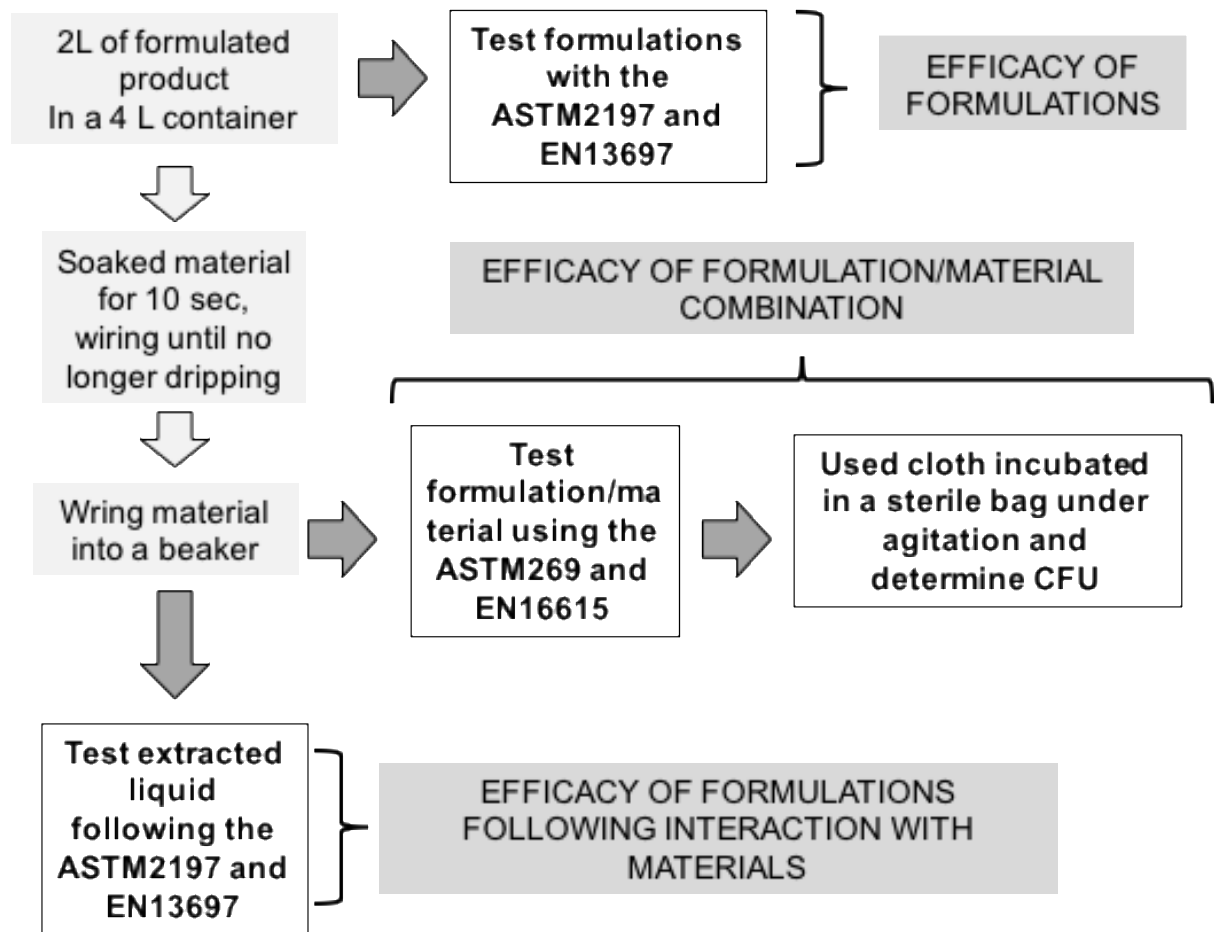 2L of formulated
product
In a 4 L container
Test formulations
with the
ASTM2197 and
EN13697
EFFICACY OF
FORMULATIONS
Soaked material
for 10 sec,
wiring until no
longer dripping
EFFICACY OF FORMULATION/MATERIAL
COMBINATION
Wring material
into a beaker
Test
formulation/ma
terial using the
ASTM269 and
EN16615
Used cloth incubated
in a sterile bag under
agitation and
determine CFU
Test extracted
liquid
following the
ASTM2197 and
EN13697
EFFICACY OF FORMULATIONS
FOLLOWING INTERACTION WITH
MATERIALS